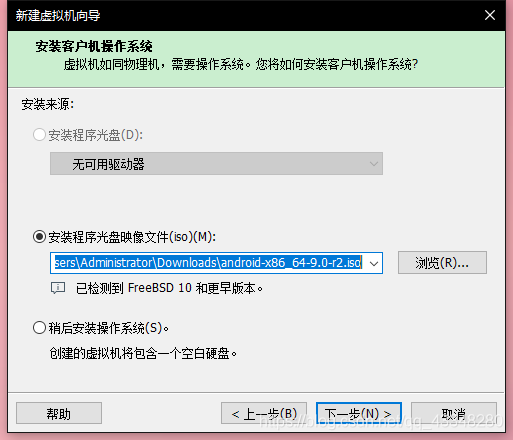 新建虚拟机向导
安装客户机操作系统
虚拟机如同物理机，需要操作系统。您将如何安装客户机操作系统?
安装来源:
安装程序光盘(D):
无可用驱动器
安装程序光盘映像文件(iso)(M):
sers\Administrator\Downloads\android-x86_64-9.0-r2.iso
浏览(R)...
已检测到 FreeBSD 10 和更早版本。
稍后安装操作系统(S)。
创建的虚拟机将包含一个空白硬盘。
帮助
< 上一步(B)
下一步(N) >
取消